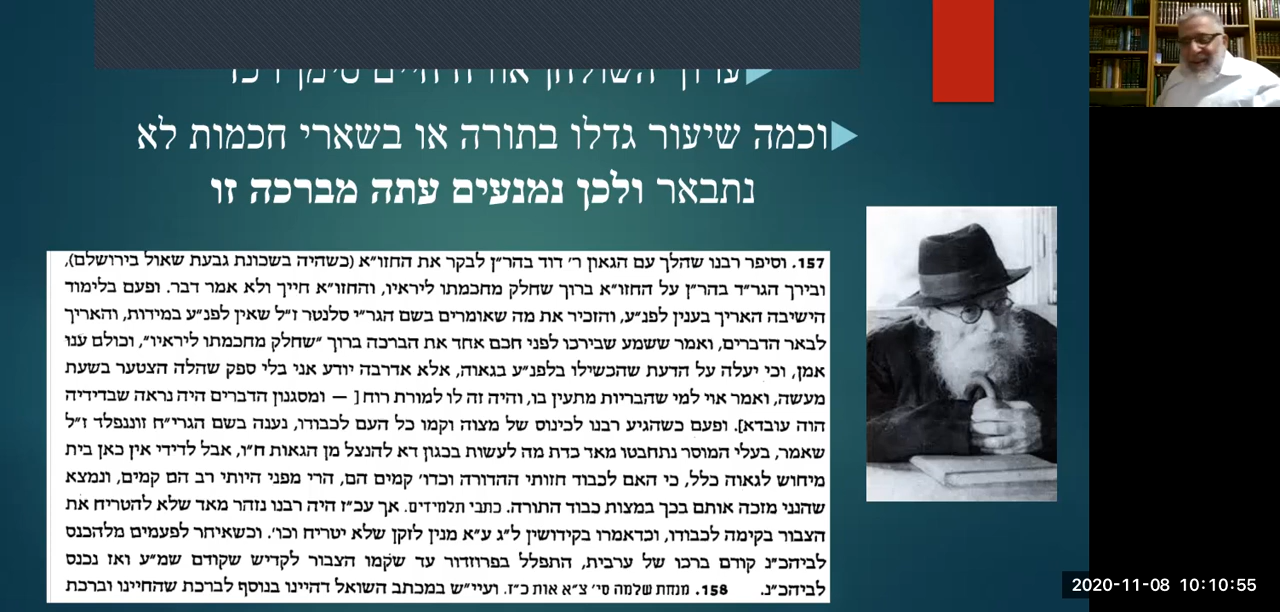 ערוך השולחן אורח חיים סימן רכד
וכמה שיעור גדלו בתורה או בשארי חכמות לא
נתבאר ולכן נמנעים עתה מברכה זו
157. וסיפר רבנו שהלך עם הגאון ר׳ דוד בהר״ן לבקר את החזו״א (כשהיה בשכונת גבעת שאול בירושלם),
ובירך הגר״ד בהר״ן על החזו״א ברוך שחלק מחכמתו ליראיו, והחזו״א חייך ולא אמר דבר. ופעם בלימוד
הישיבה האריך בענין לפנ״ע, והזכיר את מה שאומרים בשם הגר״י סלנטר ז״ל שאין לפנ״ע במידות, והאריך
לבאר הדברים, ואמר ששמע שבירכו לפני חכם אחד את הברכה ברוך ״שחלק מחכמתו ליראיו״, וכולם ענו
אמן, וכי יעלה על הדעת שהכשילו בלפנ״ע בגאוה, אלא אדרבה יודע אני בלי ספק שהלה הצטער בשעת
מעשה, ואמר אוי למי שהבריות מתעין בו, והיה זה לו למורת רוח [ — ומסגנון הדברים היה נראה שבדידיה
הוה עובדא]. ופעם כשהגיע רבנו לכינוס של מצוה וקמו כל העם לכבודו, נענה בשם הגרי״ח זוננפלד ז״ל
שאמר, בעלי המוסר נתחבטו מאד כדת מה לעשות בכגון דא להנצל מן הגאות ח״ו, אבל לדידי אין כאן בית
מיחוש לגאוה כלל, כי האם לכבוד חזותי ההדורה וכדו׳ קמים הם, הרי מפני היותי רב הם קמים, ונמצא
שהנני מזכה אותם בכך במצות כבוד התורה. כתבי תלמידים. אך עכ״ז היה רבנו נזהר מאד שלא להטריח את
הצבור בקימה לכבודו, וכדאמרו בקידושין ל״ג ע״א מנין לזקן שלא יטריח וכו׳. וכשאיחר לפעמים מלהכנס
לביהכ״נ קודם ברכו של ערבית, התפלל בפרוזדור עד שקמו הצבור לקדיש שקודם שמ״ע ואז נכנס
לביהכ״נ. 158. מנחת שלמה סי׳ צ״א אות כ״ז. ועיי״ש במכתב השואל דהיינו בנוסף לברכת שהחיינו וברכת
2020-11-08 10:10:55